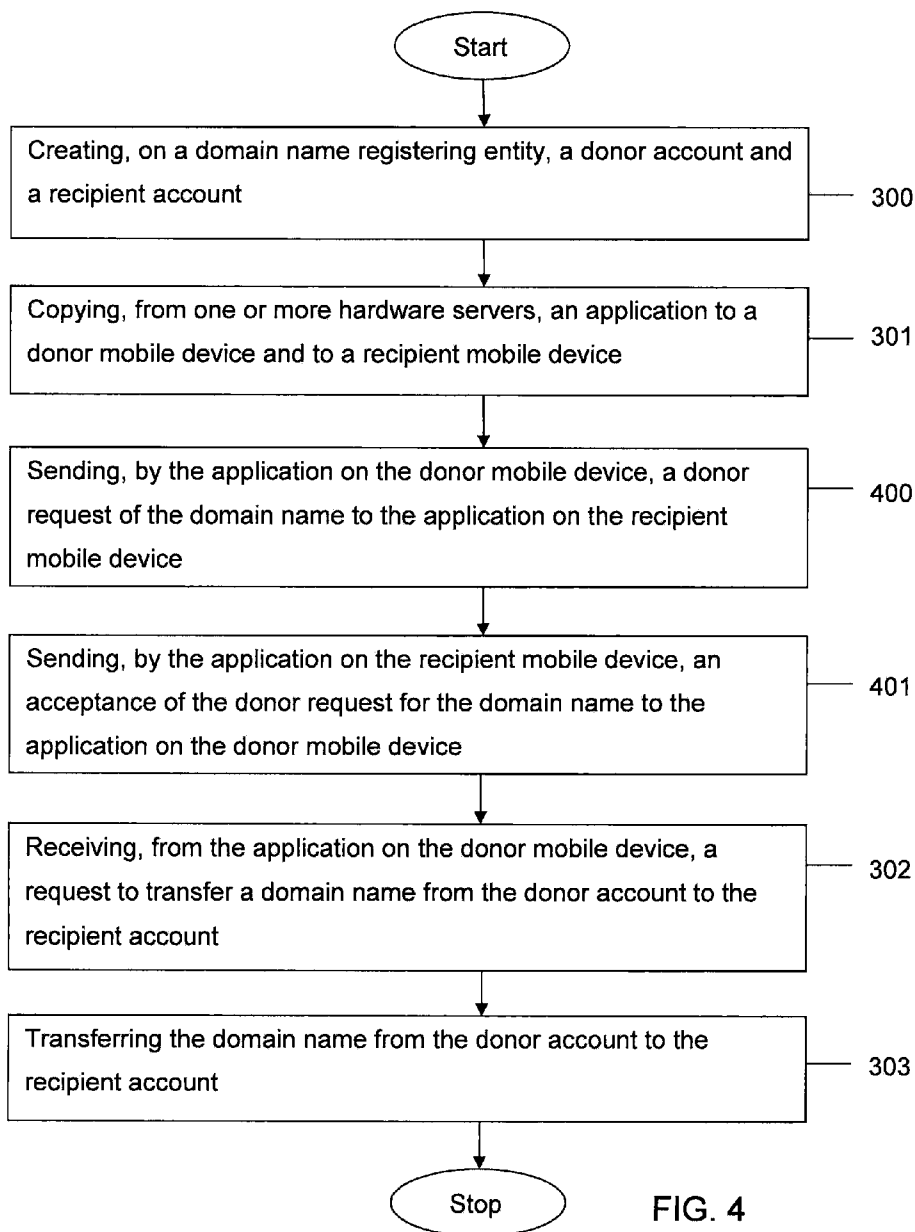 Start
Creating, on a domain name registering entity, a donor account and
a recipient account
300
Copying, from one or more hardware servers, an application to a
donor mobile device and to a recipient mobile device
301
Sending, by the application on the donor mobile device, a donor
request of the domain name to the application on the recipient
mobile device
400
Sending, by the application on the recipient mobile device, an
acceptance of the donor request for the domain name to the
application on the donor mobile device
401
Receiving, from the application on the donor mobile device, a
request to transfer a domain name from the donor account to the
recipient account
302
Transferring the domain name from the donor account to the
recipient account
303
Stop
FIG. 4